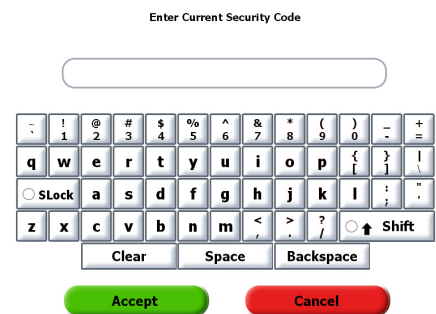 Enter Current Security Code
~ ! @ # $ % ^ & * ( ) _ +
` 1 2 3 4 5 6 7 8 9 0 - =
q w e r t y u i o p { } |
[ ] \
SLock a s d f g h j k l : "
; '
z x c v b n m < > ? Shift
, . /
Clear Space Backspace
Accept Cancel